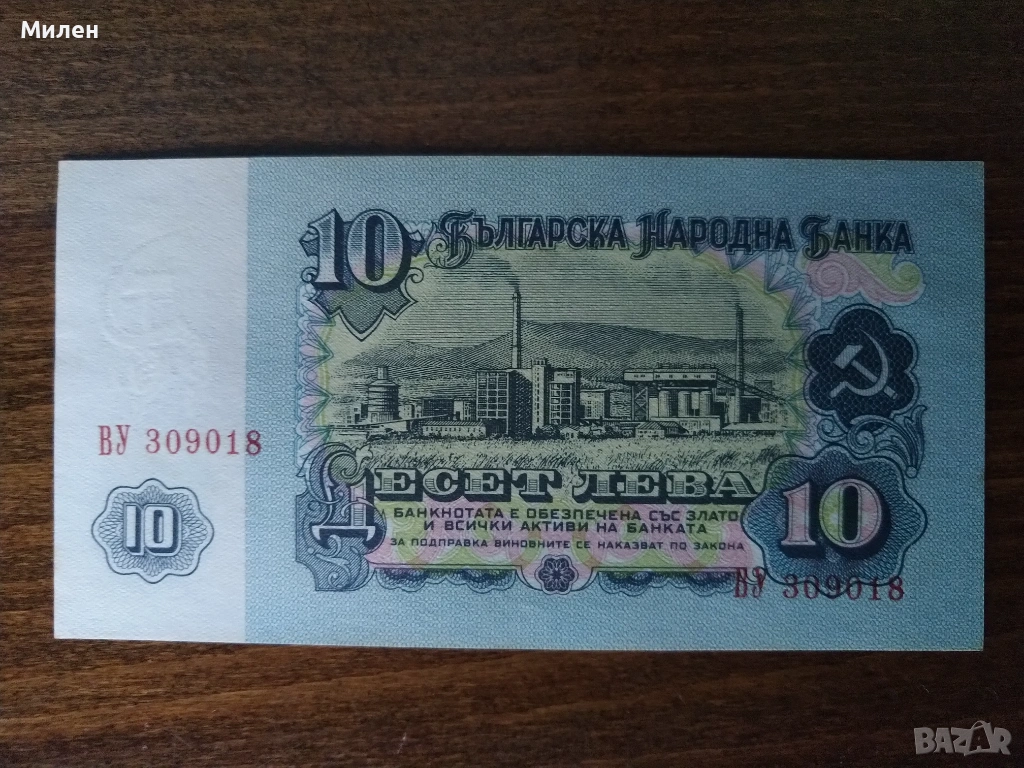 Милен
10 БЪЛГАРСКА НАРОДНА БАНКА
ВУ 309018
ДЕСЕТ ЛЕВА
10
10
БАНКНОТАТА Е ОБЕЗПЕЧЕНА СЪС ЗЛАТО
И ВСИЧКИ АКТИВИ НА БАНКАТА
ЗА ПОДПРАВКА ВИНОВНИТЕ СЕ НАКАЗВАТ ПО ЗАКОНА
ВУ 309018
BAZAR